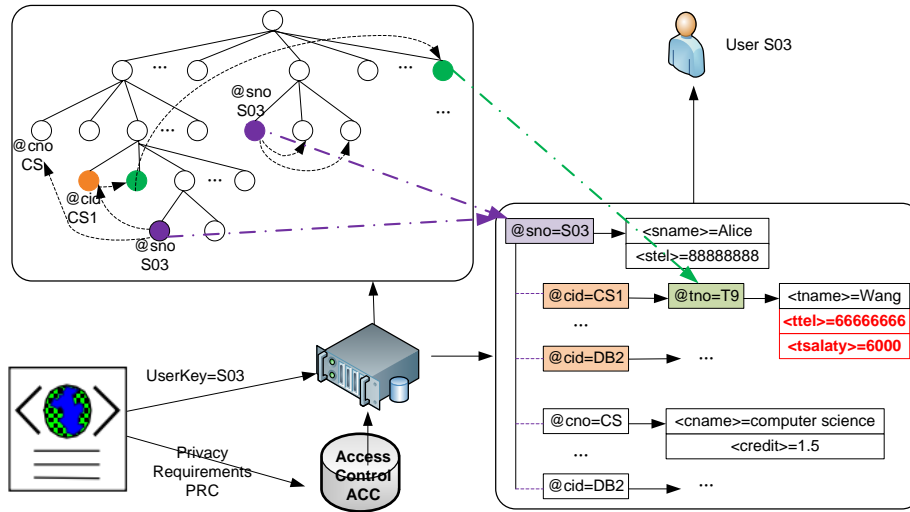 User S03
...
...
...
@sno
S03
...
...
...
@cno
CS
@cid
CS1
...
...
@sno
S03
@sno=S03
<sname>=Alice
<stel>=88888888
@cid=CS1
@tno=T9
<tname>=Wang
...
<ttel>=66666666
<tsalaty>=6000
@cid=DB2
...
UserKey=S03
@cno=CS
<cname>=computer science
<credit>=1.5
...
Privacy
Requirements
PRC
Access
Control
ACC
@cid=DB2
...